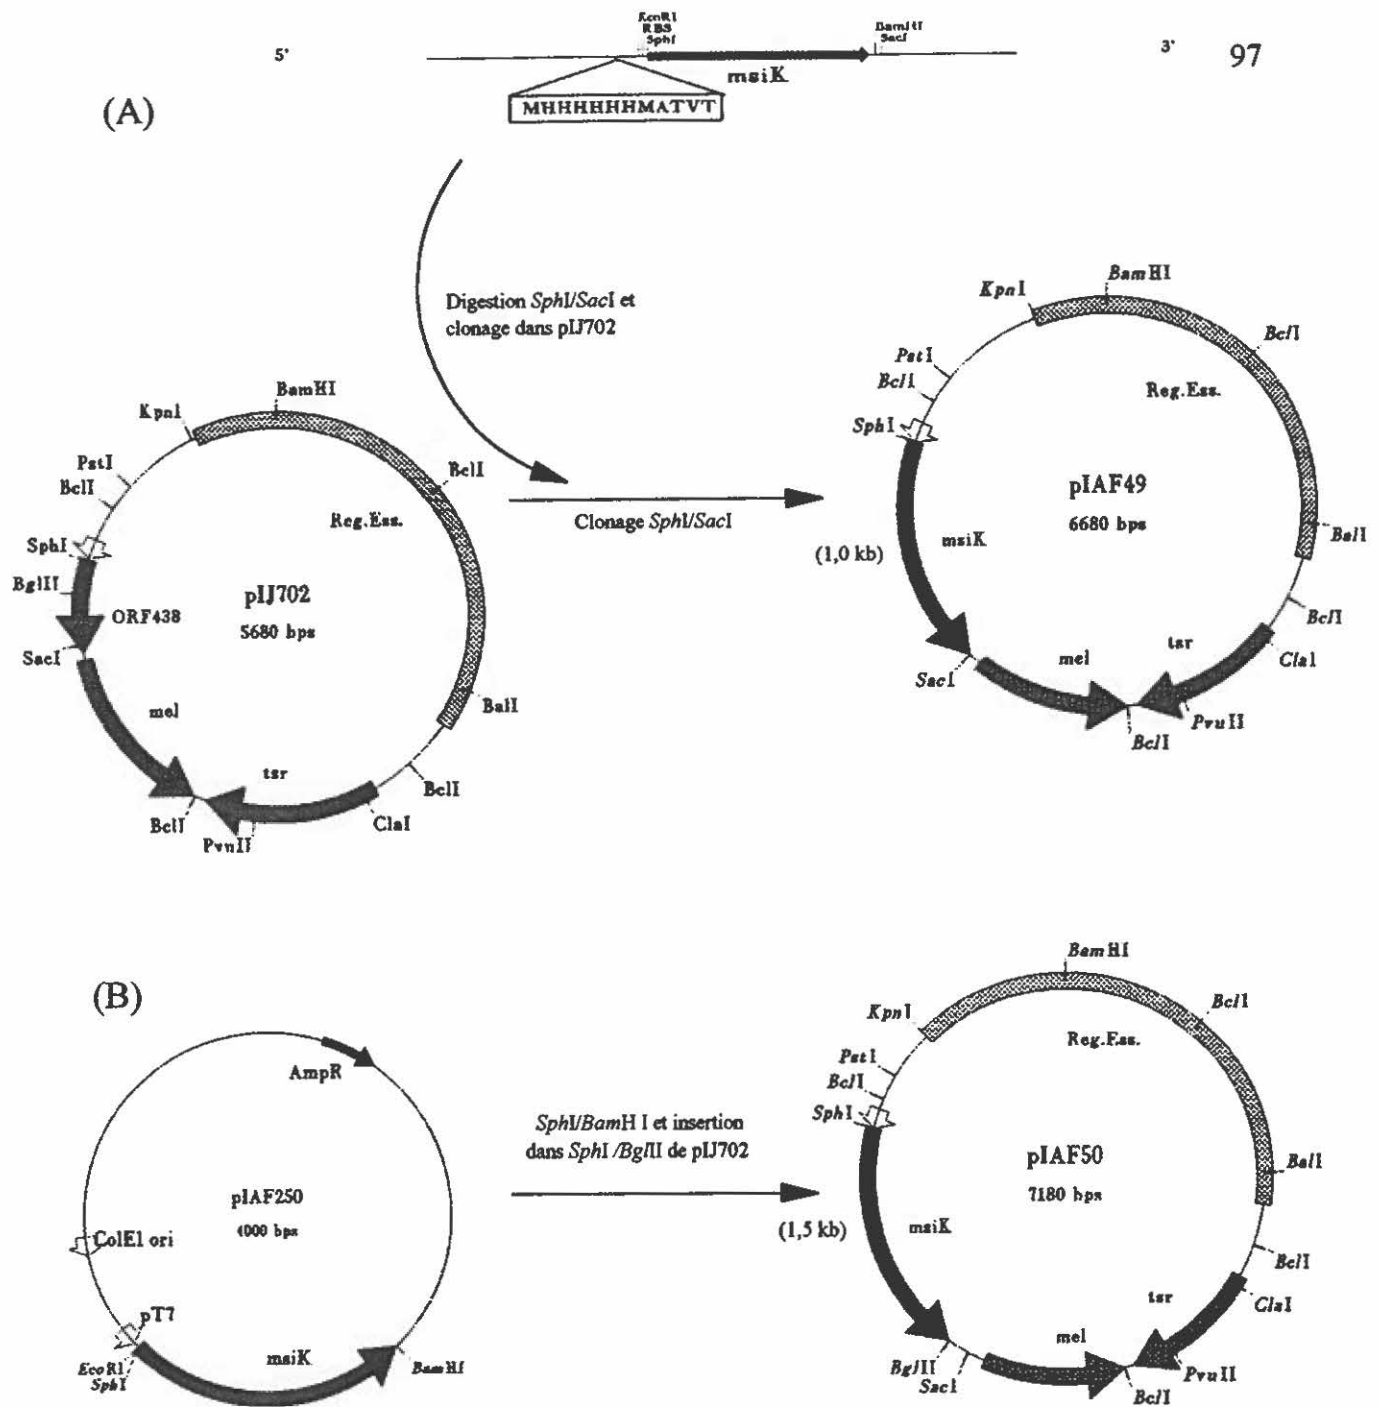 EcoRI
RBS
SphI
BamHI
SacI
5'
3'
97
msiK
MHHHHHHMATVT
(A)
Digestion SphI/SacI et
clonage dans pIJ702
KpnI
BamHI
PstI
BclI
BclI
SphI
Reg.Ess.
BglII
ORF438
pIJ702
5680 bps
SacI
mel
BalI
tsr
BclI
BclI
PvuII
ClaI
Clonage SphI/SacI
KpnI
BamHI
BclI
PstI
BclI
Reg.Ess.
SphI
pIAF49
6680 bps
msiK
(1,0 kb)
BalI
BclI
tsr
ClaI
mel
SacI
PvuII
BclI
(B)
AmpR
pIAF250
4000 bps
ColE1 ori
pT7
EcoRI
SphI
msiK
BamHI
SphI/BamH I et insertion
dans SphI /BglII de pIJ702
(1,5 kb)
BamHI
KpnI
BclI
Reg.Ess.
PstI
BclI
SphI
pIAF50
7180 bps
BalI
msiK
BclI
tsr
ClaI
mel
BglII
SacI
PvuII
BclI